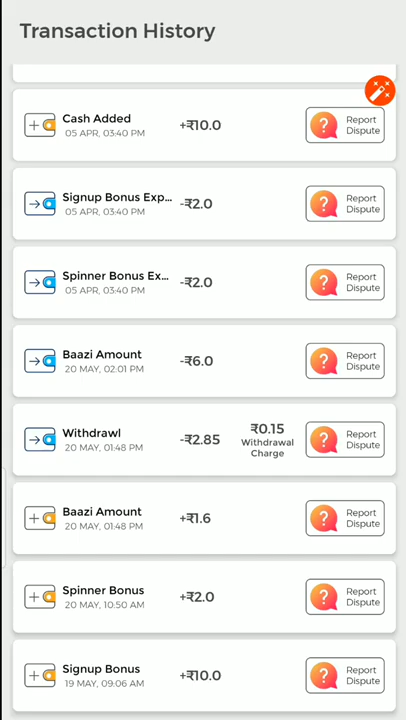 Transaction History
Cash Added
05 APR, 03:40 PM
+₹10.0
Report
Dispute
Signup Bonus Exp...
05 APR, 03:40 PM
-₹2.0
Report
Dispute
Spinner Bonus Ex...
05 APR, 03:40 PM
-₹2.0
Report
Dispute
Baazi Amount
20 MAY, 02:01 PM
-₹6.0
Report
Dispute
Withdrawl
20 MAY, 01:48 PM
-₹2.85
₹0.15
Withdrawal
Charge
Report
Dispute
Baazi Amount
20 MAY, 01:48 PM
+₹1.6
Report
Dispute
Spinner Bonus
20 MAY, 10:50 AM
+₹2.0
Report
Dispute
Signup Bonus
19 MAY, 09:06 AM
+₹10.0
Report
Dispute